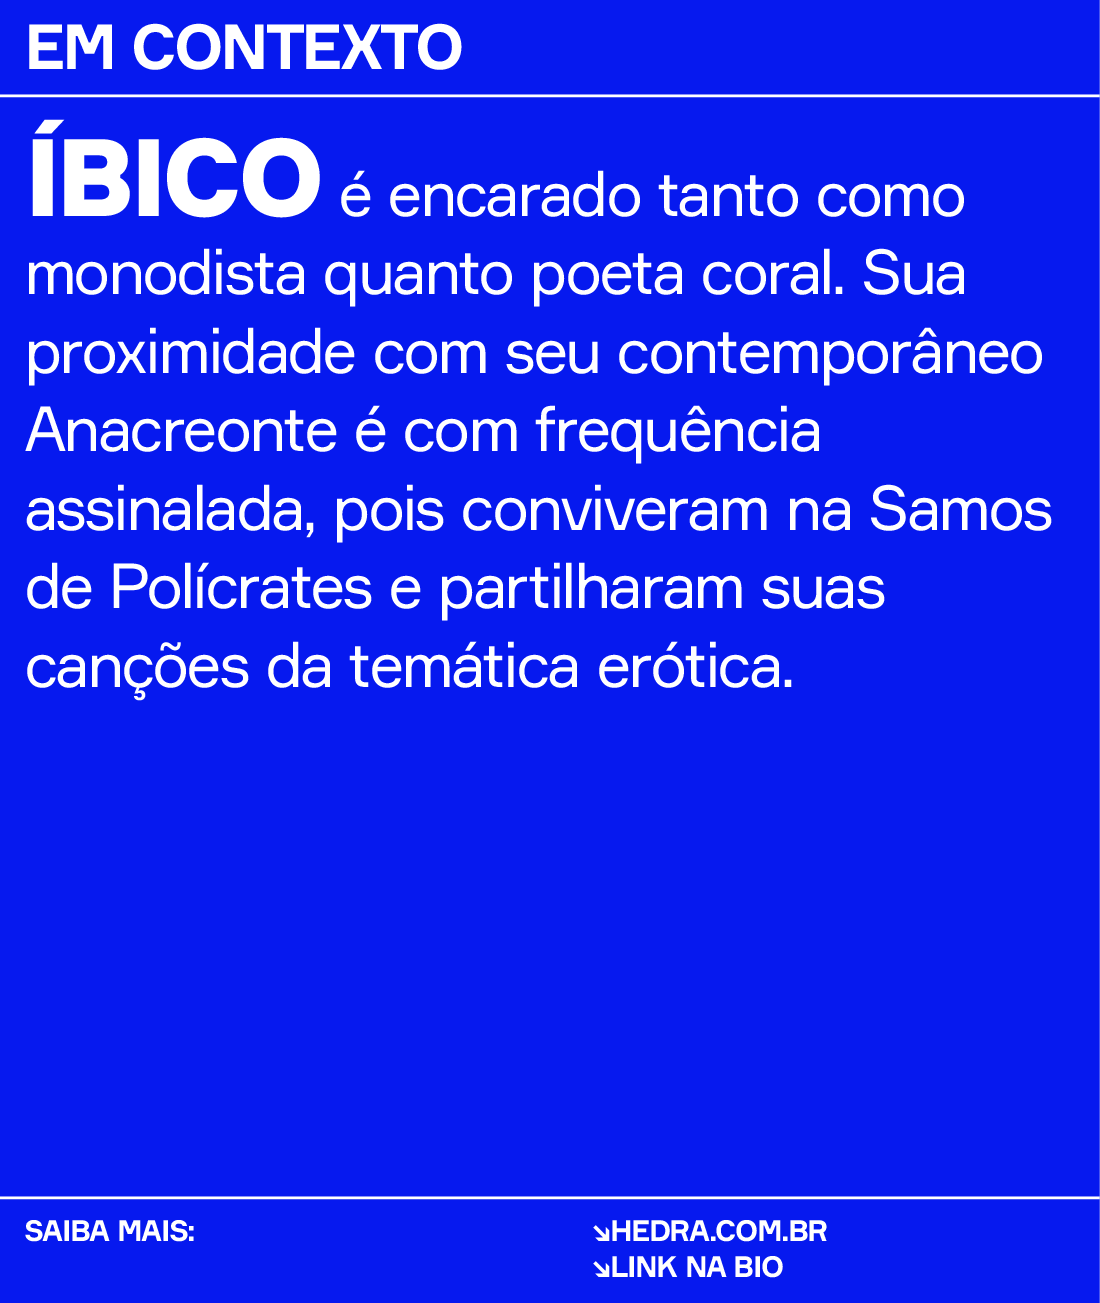 EM CONTEXTO
ÍBICO é encarado tanto como
monodista quanto poeta coral. Sua
proximidade com seu contemporâneo
Anacreonte é com frequência
assinalada, pois conviveram na Samos
de Polícrates e partilharam suas
canções da temática erótica.
SAIBA MAIS:
↘HEDRA.COM.BR
↘LINK NA BIO